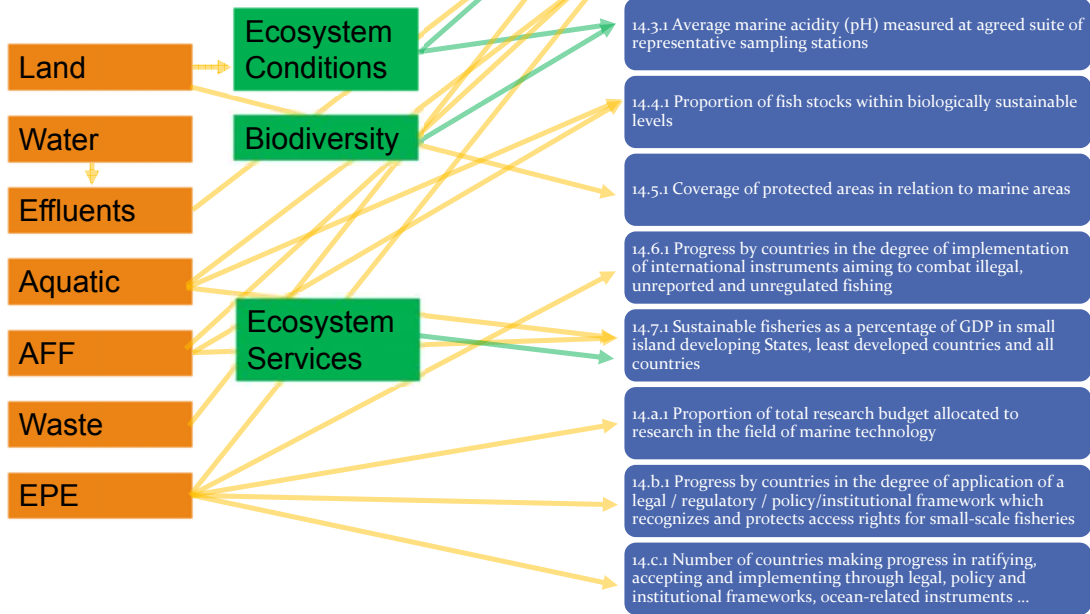 Land
Water
Effluents
Aquatic
AFF
Waste
EPE
Ecosystem
Conditions
Biodiversity
Ecosystem
Services
14.3.1 Average marine acidity (pH) measured at agreed suite of
representative sampling stations
14.4.1 Proportion of fish stocks within biologically sustainable
levels
14.5.1 Coverage of protected areas in relation to marine areas
14.6.1 Progress by countries in the degree of implementation
of international instruments aiming to combat illegal,
unreported and unregulated fishing
14.7.1 Sustainable fisheries as a percentage of GDP in small
island developing States, least developed countries and all
countries
14.a.1 Proportion of total research budget allocated to
research in the field of marine technology
14.b.1 Progress by countries in the degree of application of a
legal / regulatory / policy/institutional framework which
recognizes and protects access rights for small-scale fisheries
14.c.1 Number of countries making progress in ratifying,
accepting and implementing through legal, policy and
institutional frameworks, ocean-related instruments ...